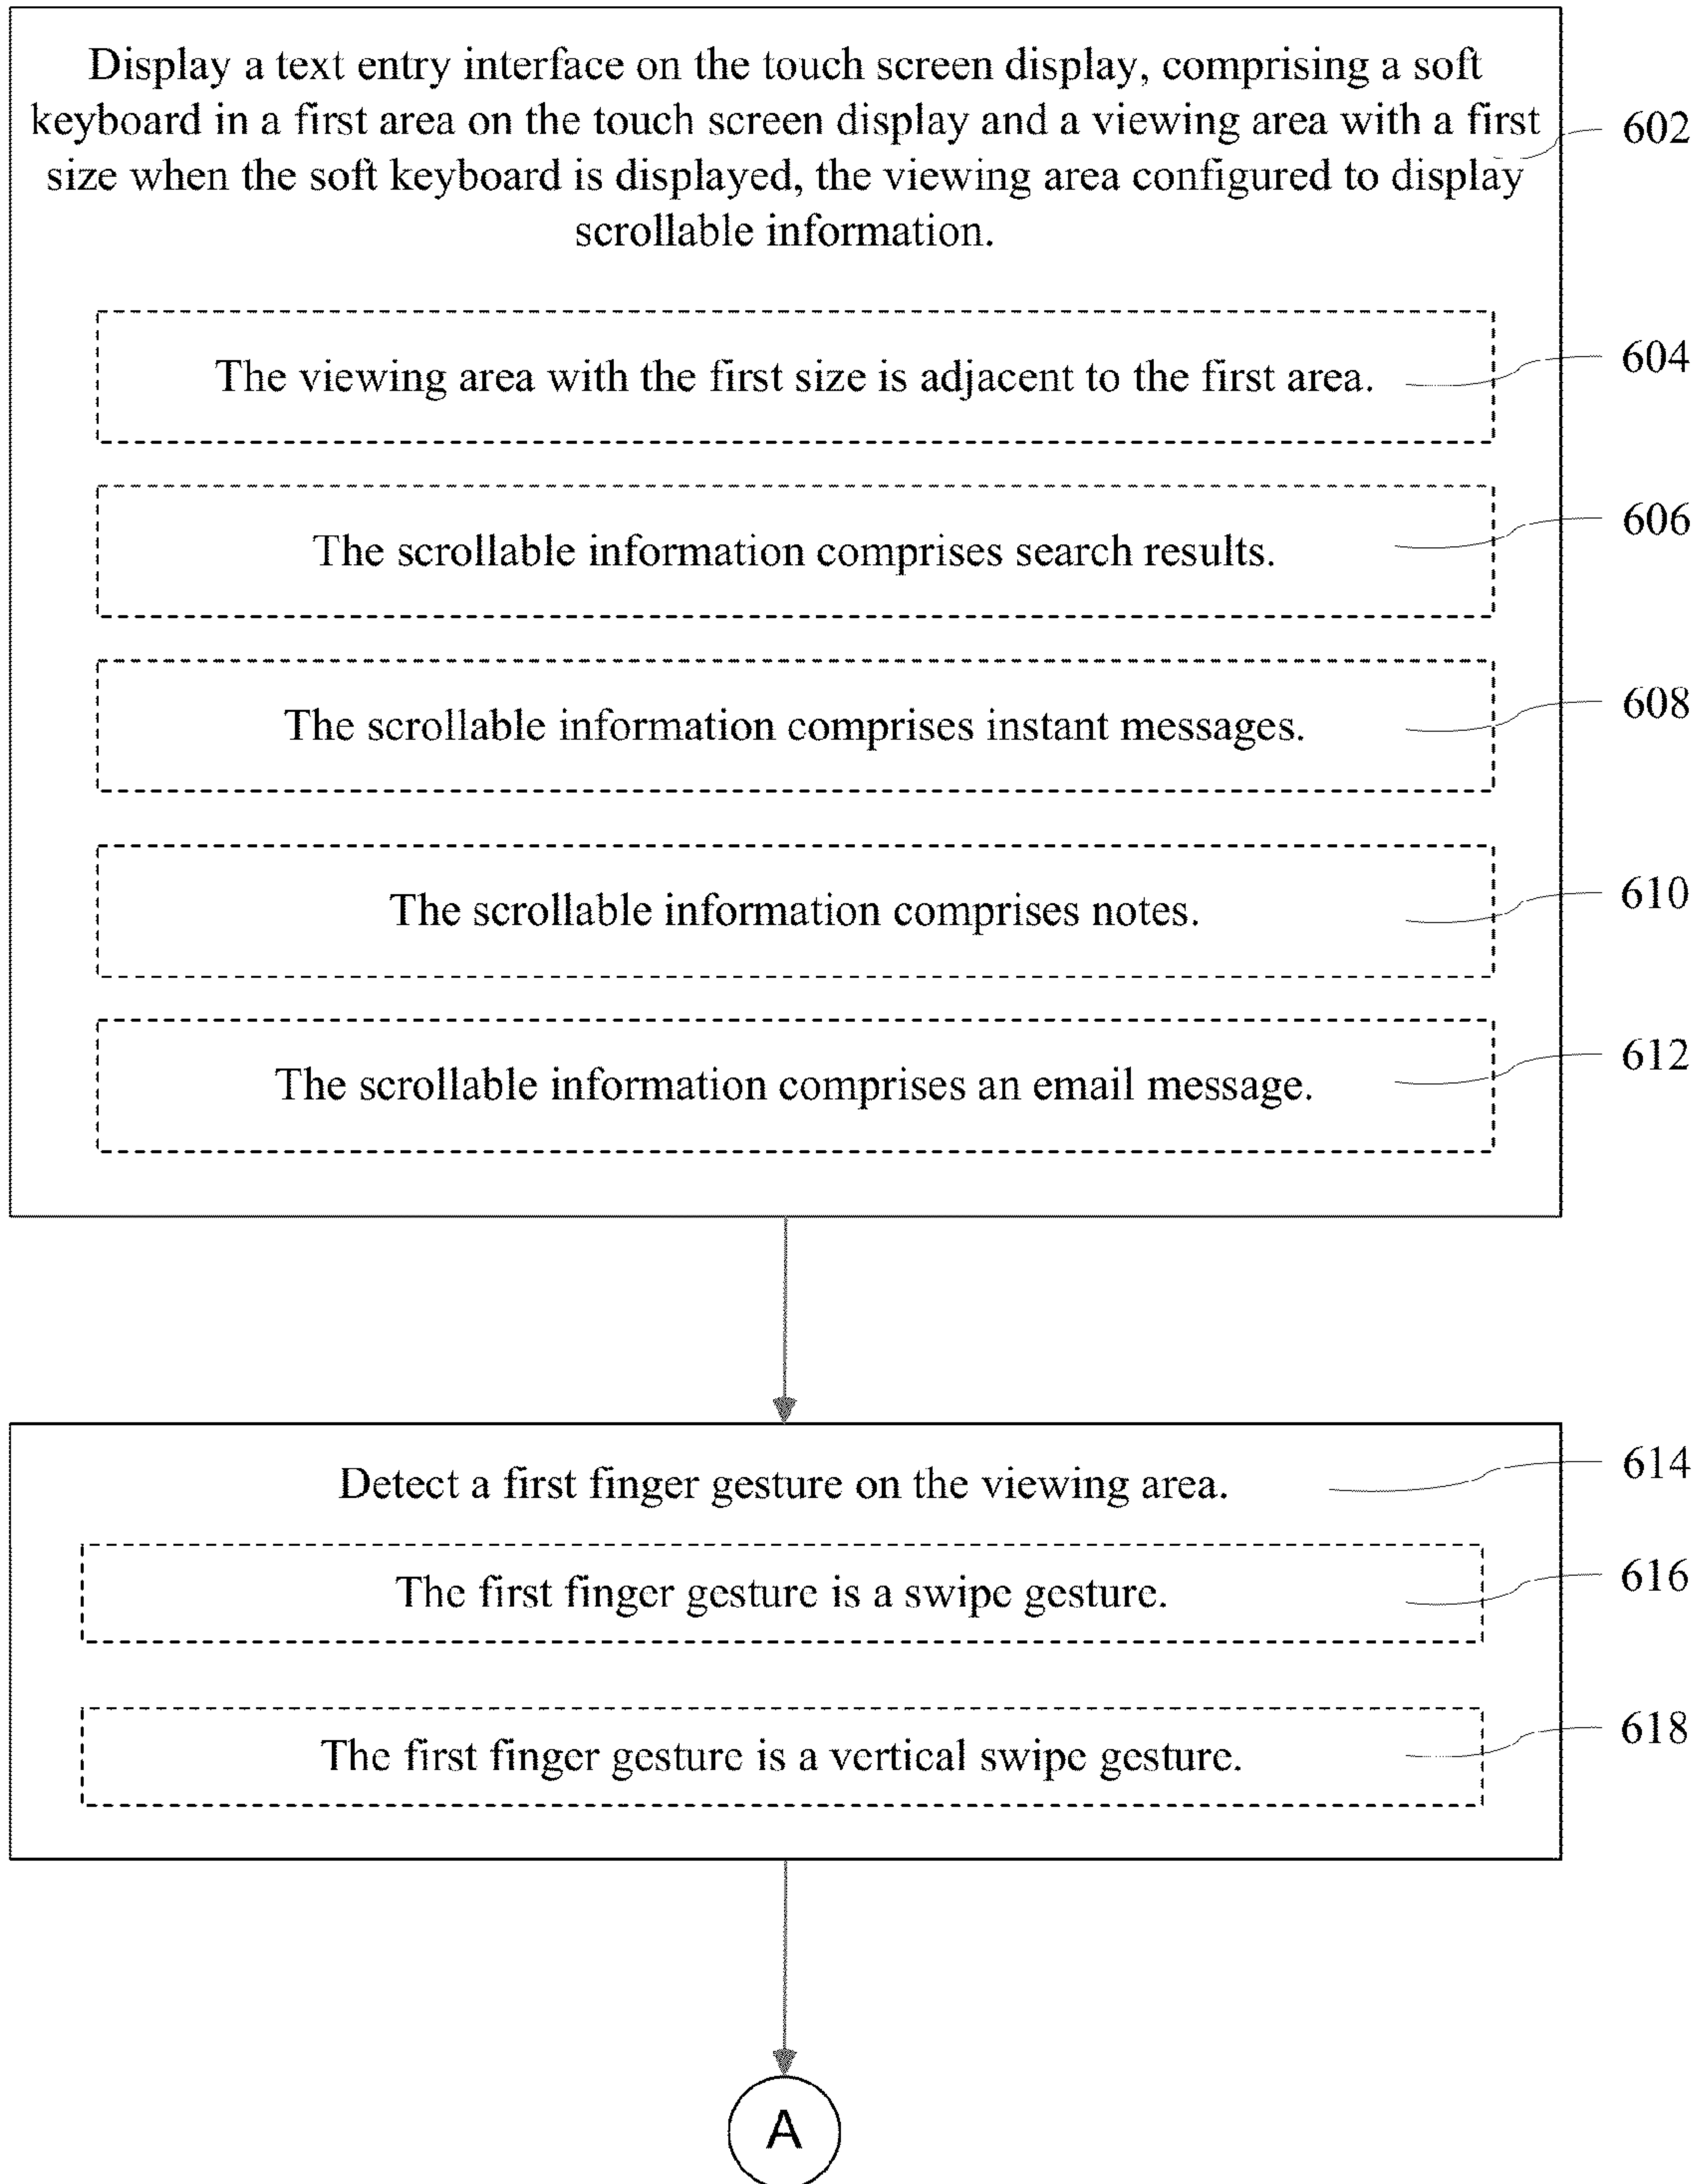 Display a text entry interface on the touch screen display, comprising a soft
keyboard in a first area on the touch screen display and a viewing area with a first
602
size when the soft keyboard is displayed, the viewing area configured to display
scrollable information.
The viewing area with the first size is adjacent to the first area.
604
The scrollable information comprises search results.
606
The scrollable information comprises instant messages.
608
The scrollable information comprises notes.
610
The scrollable information comprises an email message.
612
Detect a first finger gesture on the viewing area.
614
The first finger gesture is a swipe gesture.
616
The first finger gesture is a vertical swipe gesture.
618
A